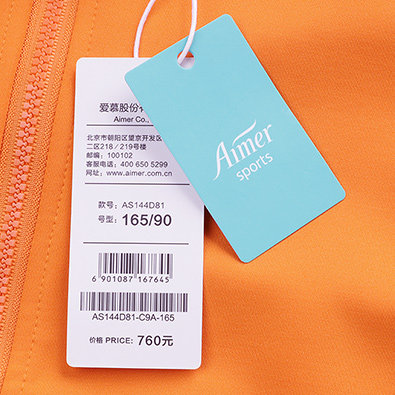 爱慕股份
Aimer Co.,
北京市朝阳区望京开发区
二区218／219号楼
邮编：100102
客服电话：400 650 5299
网址：www.aimer.com.cn
款号：AS144D81
号型：165/90
6 901087 167645
AS144D81-C9A-165
价格 PRICE: 760元
Aimer
sports